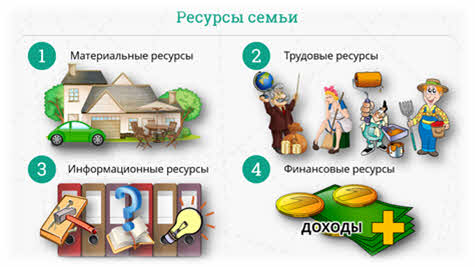 Ресурсы семьи
1 Материальные ресурсы
2 Трудовые ресурсы
3 Информационные ресурсы
4 Финансовые ресурсы
?
ДОХОДЫ +